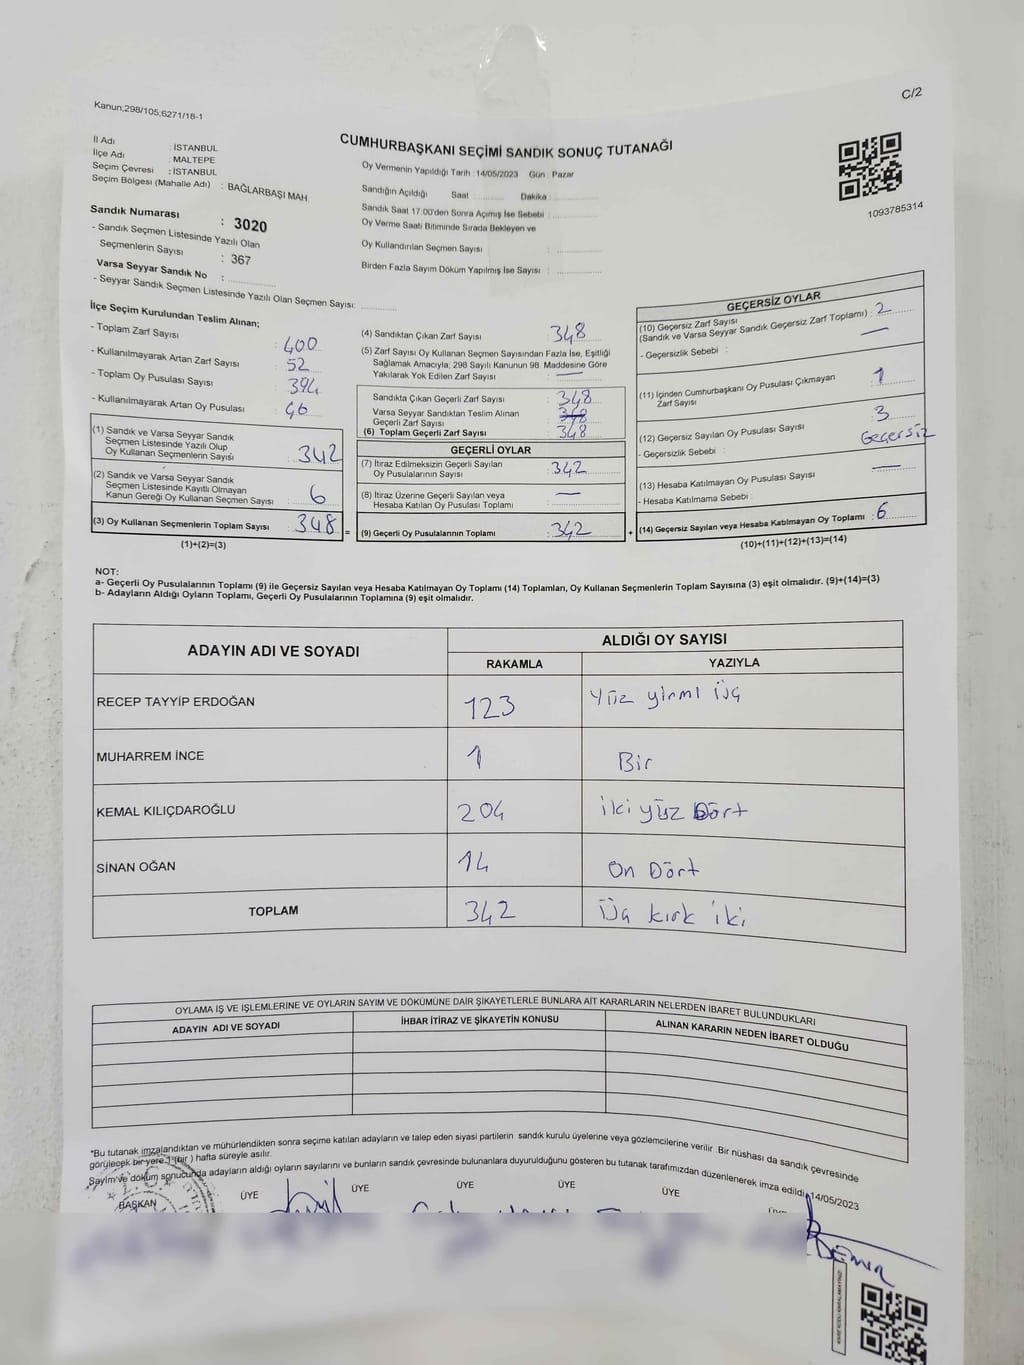 Kanun;298/105,6271/18-1
C/2
İl Adı : İSTANBUL
İlçe Adı : MALTEPE
Seçim Çevresi : İSTANBUL
Seçim Bölgesi (Mahalle Adı) : BAĞLARBAŞI MAH.
Sandık Numarası : 3020
- Sandık Seçmen Listesinde Yazılı Olan
Seçmenlerin Sayısı : 367
Varsa Seyyar Sandık No :
- Seyyar Sandık Seçmen Listesinde Yazılı Olan Seçmen Sayısı:
CUMHURBAŞKANI SEÇİMİ SANDIK SONUÇ TUTANAĞI
Oy Vermenin Yapıldığı Tarih : 14/05/2023 Gün : Pazar
Sandığın Açıldığı Saat Dakika
Sandık Saat 17:00'den Sonra Açımış İse Sebebi :
Oy Verme Saati Bitiminde Sırada Bekleyen ve
Oy Kullandırılan Seçmen Sayısı :
Birden Fazla Sayım Döküm Yapılmış İse Sayısı :
1093785314
İlçe Seçim Kurulundan Teslim Alınan;
- Toplam Zarf Sayısı : 400
- Kullanılmayarak Artan Zarf Sayısı : 52
- Toplam Oy Pusulası Sayısı : 394
- Kullanılmayarak Artan Oy Pusulası : 46
(1) Sandık ve Varsa Seyyar Sandık
Seçmen Listesinde Yazılı Olup
Oy Kullanan Seçmenlerin Sayısı : 342
(2) Sandık ve Varsa Seyyar Sandık
Seçmen Listesinde Kayıtlı Olmayan
Kanun Gereği Oy Kullanan Seçmen Sayısı : 6
(3) Oy Kullanan Seçmenlerin Toplam Sayısı : 348 =
(1)+(2)=(3)
(4) Sandıktan Çıkan Zarf Sayısı : 348
(5) Zarf Sayısı Oy Kullanan Seçmen Sayısından Fazla İse, Eşitliği
Sağlamak Amacıyla; 298 Sayılı Kanunun 98. Maddesine Göre
Yakılarak Yok Edilen Zarf Sayısı : —
Sandıkta Çıkan Geçerli Zarf Sayısı : 348
Varsa Seyyar Sandıktan Teslim Alınan
Geçerli Zarf Sayısı : 348
(6) Toplam Geçerli Zarf Sayısı : 348
GEÇERLİ OYLAR
(7) İtiraz Edilmeksizin Geçerli Sayılan
Oy Pusulalarının Sayısı : 342
(8) İtiraz Üzerine Geçerli Sayılan veya
Hesaba Katılan Oy Pusulası Toplamı : —
(9) Geçerli Oy Pusulalarının Toplamı : 342 +
GEÇERSİZ OYLAR
(10) Geçersiz Zarf Sayısı
(Sandık ve Varsa Seyyar Sandık Geçersiz Zarf Toplamı) : 2
- Geçersizlik Sebebi : —
(11) İçinden Cumhurbaşkanı Oy Pusulası Çıkmayan
Zarf Sayısı : 1
(12) Geçersiz Sayılan Oy Pusulası Sayısı : 3
- Geçersizlik Sebebi : Geçersiz
(13) Hesaba Katılmayan Oy Pusulası Sayısı : —
- Hesaba Katılmama Sebebi :
(14) Geçersiz Sayılan veya Hesaba Katılmayan Oy Toplamı : 6
(10)+(11)+(12)+(13)=(14)
NOT:
a- Geçerli Oy Pusulalarının Toplamı (9) ile Geçersiz Sayılan veya Hesaba Katılmayan Oy Toplamı (14) Toplamları, Oy Kullanan Seçmenlerin Toplam Sayısına (3) eşit olmalıdır. (9)+(14)=(3)
b- Adayların Aldığı Oyların Toplamı, Geçerli Oy Pusulalarının Toplamına (9) eşit olmalıdır.
ADAYIN ADI VE SOYADI
ALDIĞI OY SAYISI
RAKAMLA YAZIYLA
RECEP TAYYİP ERDOĞAN 123 Yüz yirmi üç
MUHARREM İNCE 1 Bir
KEMAL KILIÇDAROĞLU 204 iki yüz Dört
SİNAN OĞAN 14 On Dört
TOPLAM 342 Üç kırk iki
OYLAMA İŞ VE İŞLEMLERİNE VE OYLARIN SAYIM VE DÖKÜMÜNE DAİR ŞİKAYETLERLE BUNLARA AİT KARARLARIN NELERDEN İBARET BULUNDUKLARI
ADAYIN ADI VE SOYADI İHBAR İTİRAZ VE ŞİKAYETİN KONUSU ALINAN KARARIN NEDEN İBARET OLDUĞU
*Bu tutanak imzalandıktan ve mühürlendikten sonra seçime katılan adayların ve talep eden siyasi partilerin sandık kurulu üyelerine veya gözlemcilerine verilir. Bir nüshası da sandık çevresinde
görülecek bir yere 1 (bir) hafta süreyle asılır.
Sayım ve döküm sonucunda adayların aldığı oyların sayılarını ve bunların sandık çevresinde bulunanlara duyurulduğunu gösteren bu tutanak tarafımızdan düzenlenerek imza edildi. 14/05/2023
BAŞKAN ÜYE ÜYE ÜYE ÜYE ÜYE